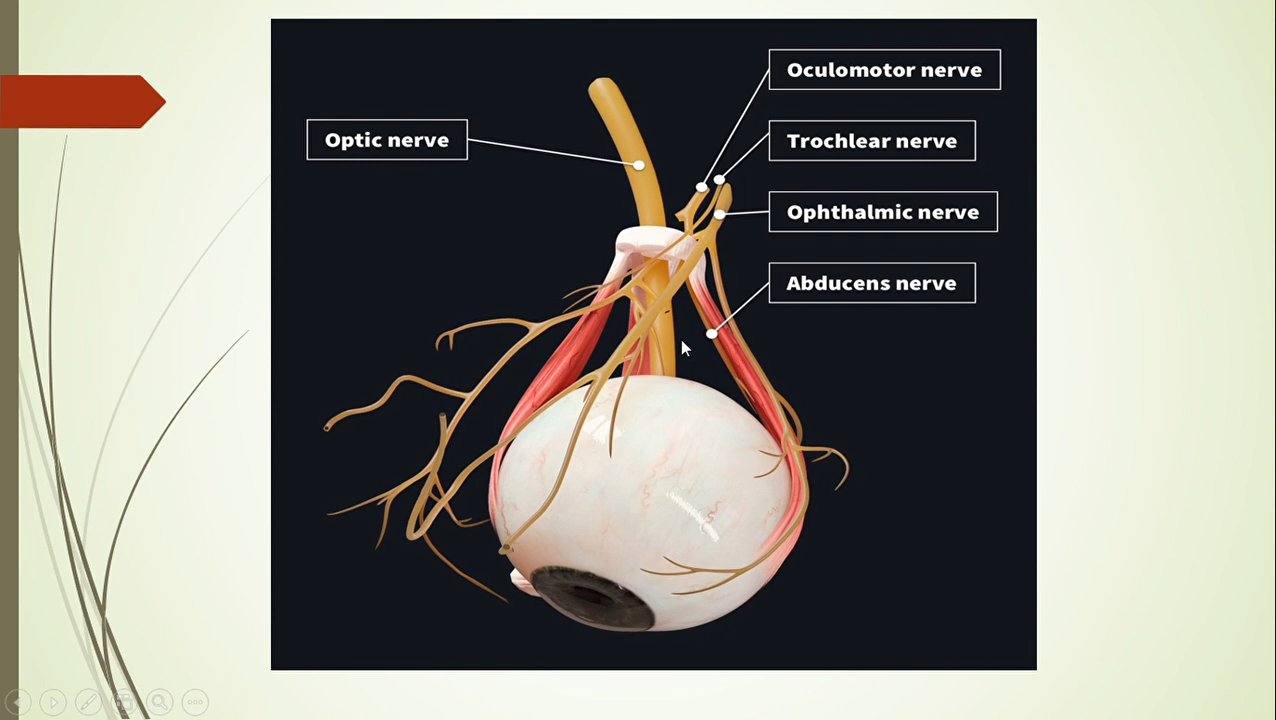 Oculomotor nerve
Optic nerve
Trochlear nerve
Ophthalmic nerve
Abducens nerve